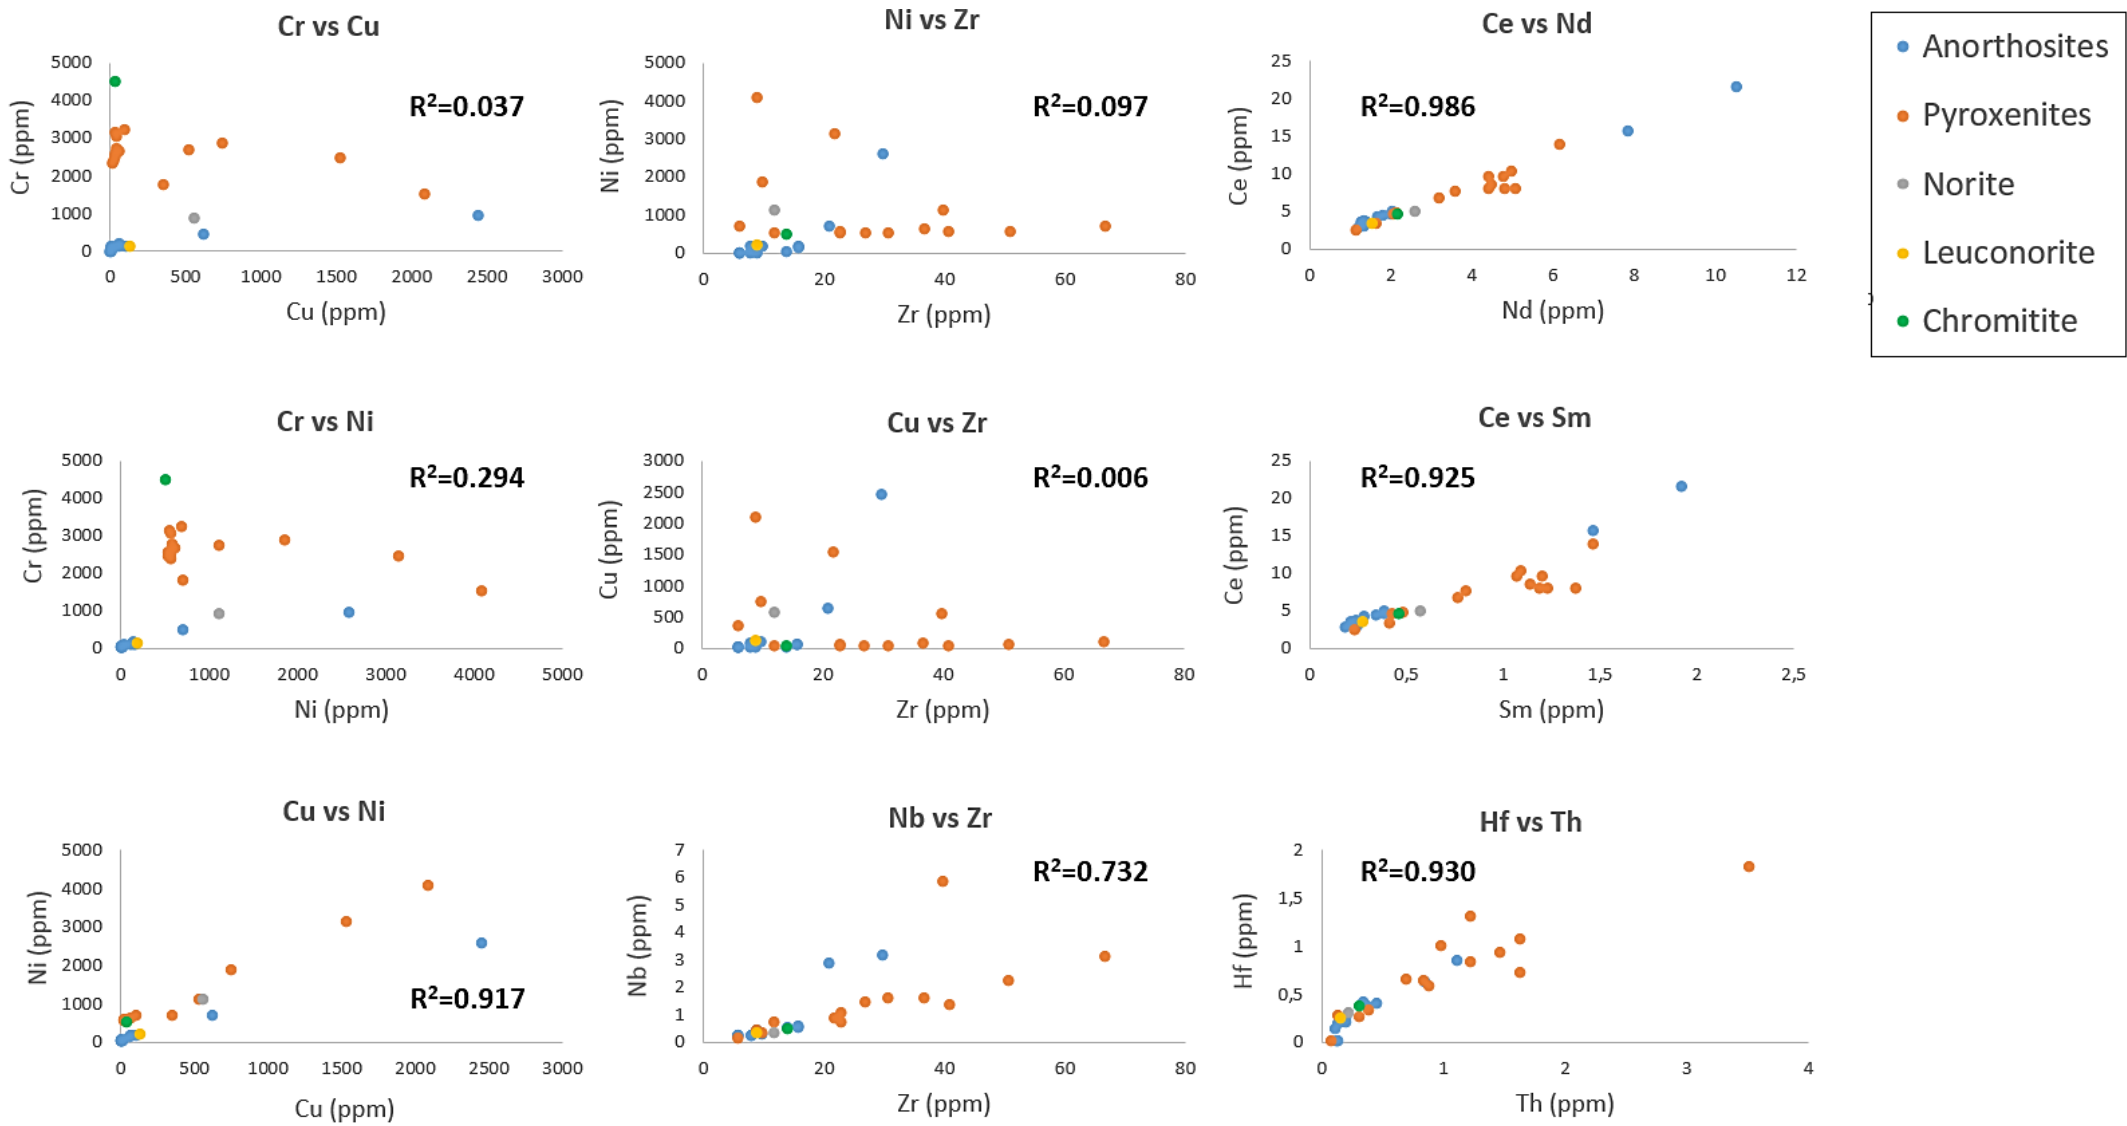 Cr vs Cu
5000
4000
3000
2000
1000
0
Cr (ppm)
R²=0.037
0 500 1000 1500 2000 2500 3000
Cu (ppm)
Ni vs Zr
5000
4000
3000
2000
1000
0
Ni (ppm)
R²=0.097
0 20 40 60 80
Zr (ppm)
Ce vs Nd
25
20
15
10
5
0
Ce (ppm)
R²=0.986
0 2 4 6 8 10 12
Nd (ppm)
Anorthosites
Pyroxenites
Norite
Leuconorite
Chromitite
Cr vs Ni
5000
4000
3000
2000
1000
0
Cr (ppm)
R²=0.294
0 1000 2000 3000 4000 5000
Ni (ppm)
Cu vs Zr
3000
2500
2000
1500
1000
500
0
Cu (ppm)
R²=0.006
0 20 40 60 80
Zr (ppm)
Ce vs Sm
25
20
15
10
5
0
Ce (ppm)
R²=0.925
0 0,5 1 1,5 2 2,5
Sm (ppm)
Cu vs Ni
5000
4000
3000
2000
1000
0
Ni (ppm)
R²=0.917
0 500 1000 1500 2000 2500 3000
Cu (ppm)
Nb vs Zr
7
6
5
4
3
2
1
0
Nb (ppm)
R²=0.732
0 20 40 60 80
Zr (ppm)
Hf vs Th
2
1,5
1
0,5
0
Hf (ppm)
R²=0.930
0 1 2 3 4
Th (ppm)